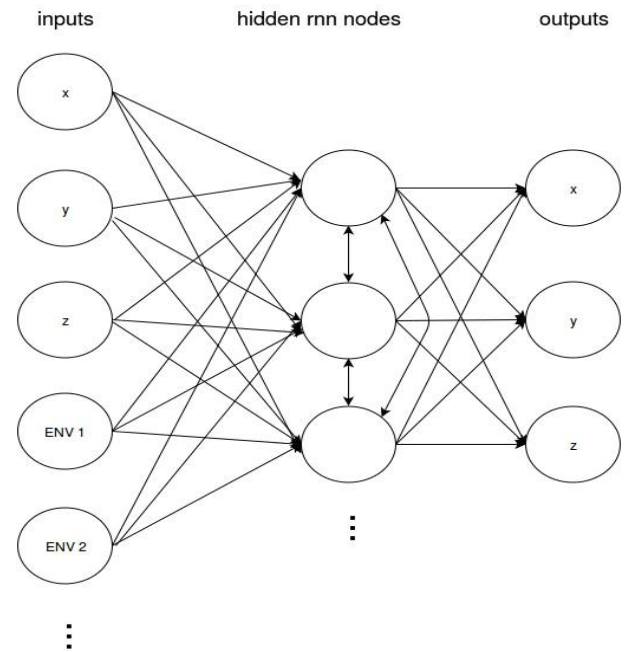 inputs
hidden rnn nodes
outputs
x
y
z
ENV 1
ENV 2
x
y
z